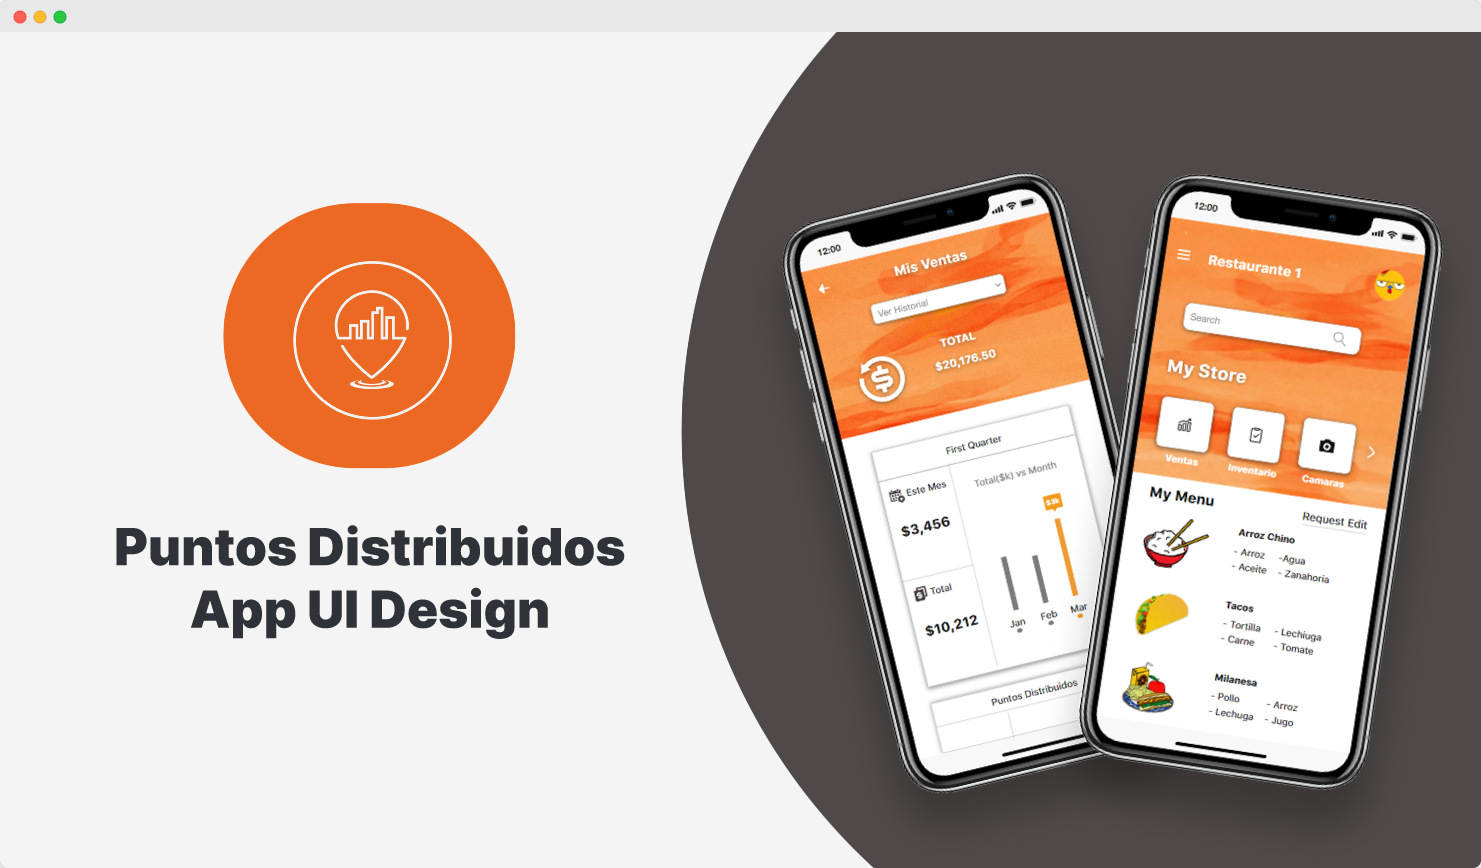 Puntos Distribuidos
App UI Design
12:00
Mis Ventas
Ver Historial
TOTAL
$20,176.50
First Quarter
Este Mes
$3,456
Total
$10,212
Total($k) vs Month
$3k
Jan
Feb
Mar
Puntos Distribuidos
12:00
Restaurante 1
Search
My Store
Ventas
Inventario
Camaras
My Menu
Request Edit
Arroz Chino
- Arroz -Agua
- Aceite - Zanahoria
Tacos
- Tortilla - Lechiuga
- Carne - Tomate
Milanesa
- Pollo - Arroz
- Lechuga - Jugo